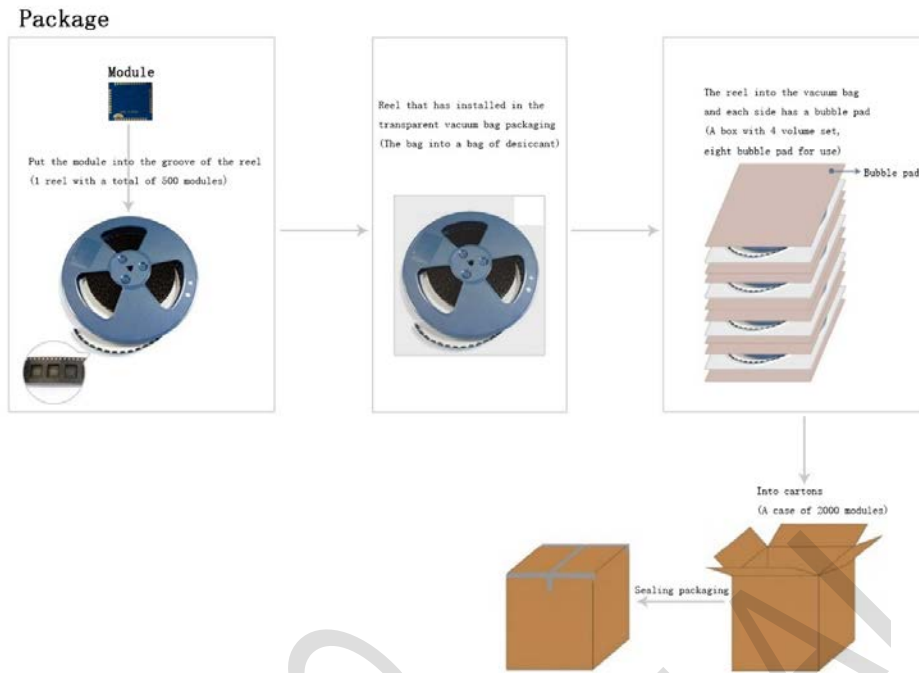 Package
Module
Put the module into the groove of the reel
(1 reel with a total of 500 modules)
Reel that has installed in the
transparent vacuum bag packaging
(The bag into a bag of desiccant)
The reel into the vacuum bag
and each side has a bubble pad
(A box with 4 volume set,
eight bubble pad for use)
Bubble pad
Into cartons
(A case of 2000 modules)
Sealing packaging